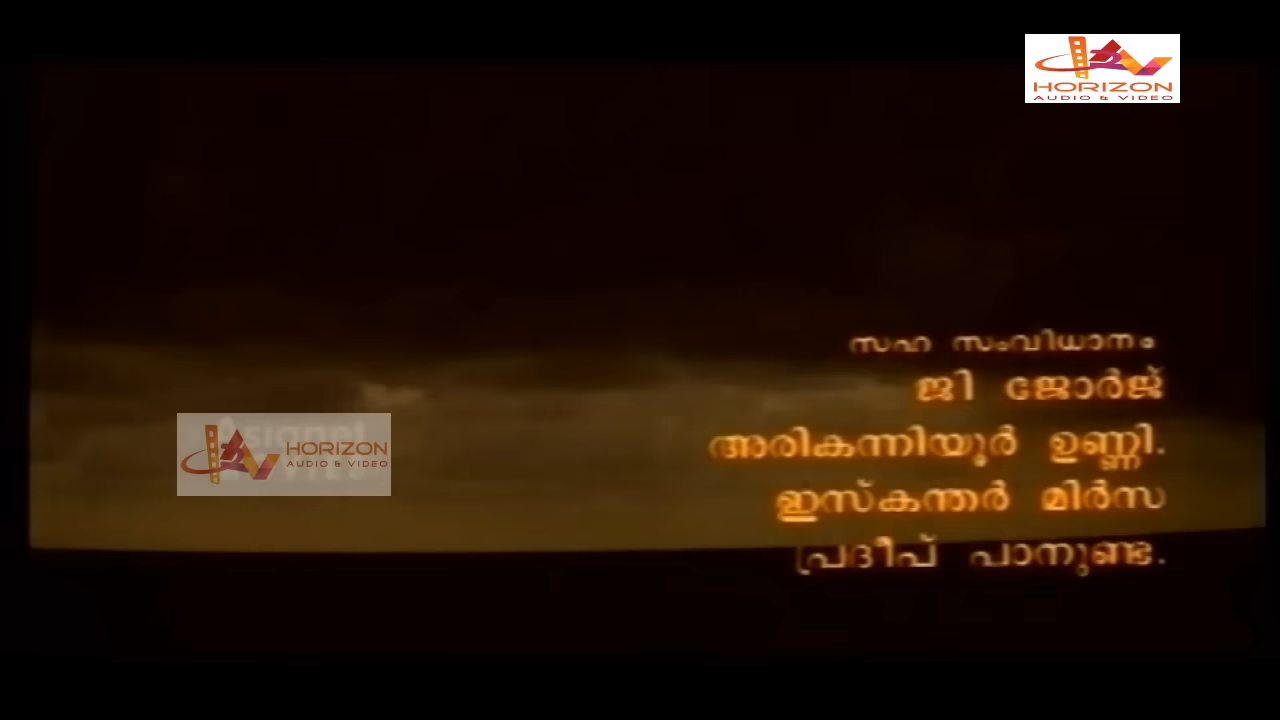 HORIZON
AUDIO & VIDEO
സഹ സംവിധാനം
ജി ജോർജ്
അരികന്നിയൂർ ഉണ്ണി.
HORIZON
AUDIO & VIDEO
ഇസ്കന്തർ മിർസ
പ്രദീപ് പാനുണ്ട.